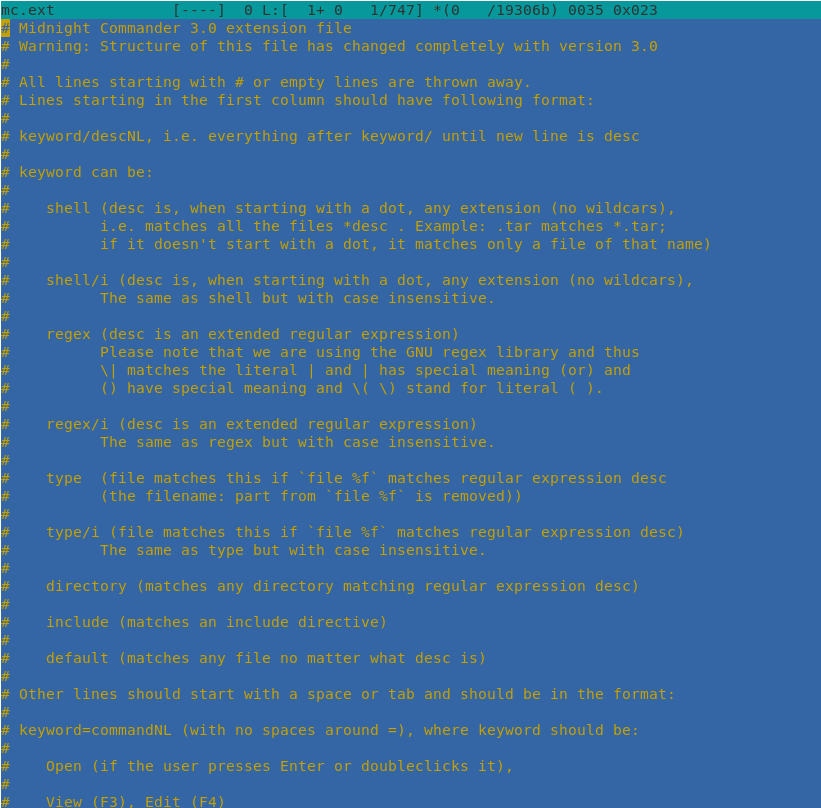 mc.ext             [----]  0 L:[  1+ 0   1/747] *(0   /19306b) 0035 0x023
# Midnight Commander 3.0 extension file
# Warning: Structure of this file has changed completely with version 3.0
#
# All lines starting with # or empty lines are thrown away.
# Lines starting in the first column should have following format:
#
# keyword/descNL, i.e. everything after keyword/ until new line is desc
#
# keyword can be:
#
#    shell (desc is, when starting with a dot, any extension (no wildcars),
#          i.e. matches all the files *desc . Example: .tar matches *.tar;
#          if it doesn't start with a dot, it matches only a file of that name)
#
#    shell/i (desc is, when starting with a dot, any extension (no wildcars),
#          The same as shell but with case insensitive.
#
#    regex (desc is an extended regular expression)
#          Please note that we are using the GNU regex library and thus
#          \| matches the literal | and | has special meaning (or) and
#          () have special meaning and \( \) stand for literal ( ).
#
#    regex/i (desc is an extended regular expression)
#          The same as regex but with case insensitive.
#
#    type  (file matches this if `file %f` matches regular expression desc
#          (the filename: part from `file %f` is removed))
#
#    type/i (file matches this if `file %f` matches regular expression desc)
#          The same as type but with case insensitive.
#
#    directory (matches any directory matching regular expression desc)
#
#    include (matches an include directive)
#
#    default (matches any file no matter what desc is)
#
# Other lines should start with a space or tab and should be in the format:
#
# keyword=commandNL (with no spaces around =), where keyword should be:
#
#    Open (if the user presses Enter or doubleclicks it),
#
#    View (F3), Edit (F4)